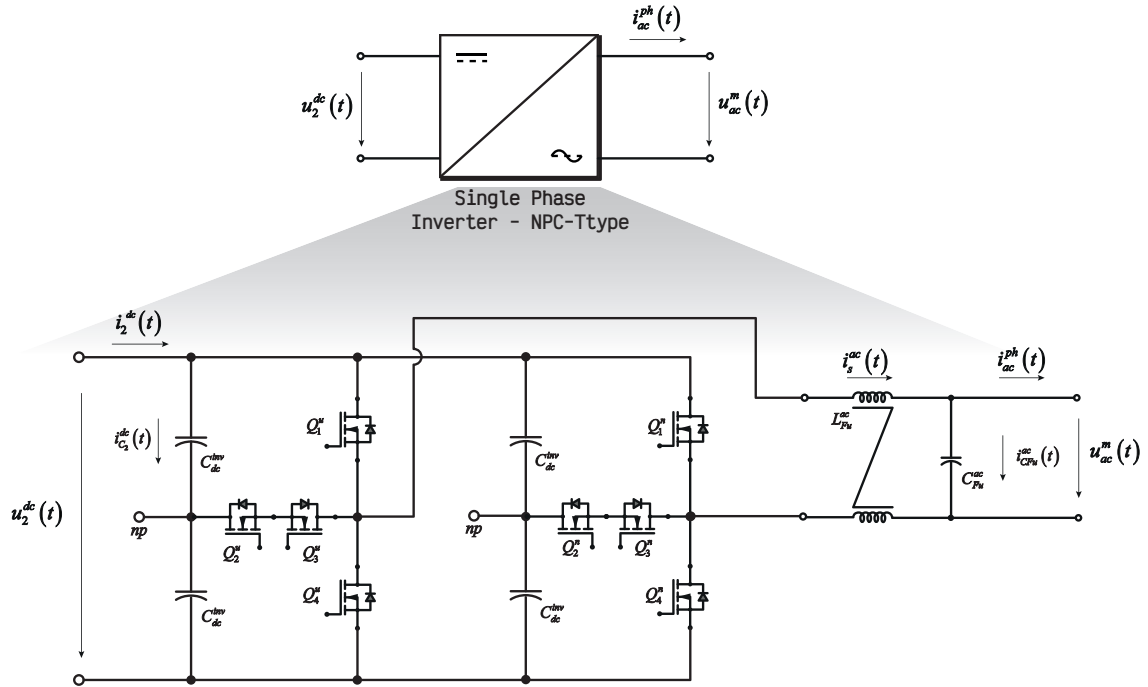 i_ac^ph(t)
u_2^dc(t)
u_ac^m(t)
Single Phase
Inverter - NPC-Ttype
i_2^dc(t)
i_s^ac(t)
i_ac^ph(t)
Q_1^u
Q_1^n
L_Fu^ac
i_C2^dc(t)
C_dc^inv
C_dc^inv
C_Fu^ac
i_CFu^ac(t)
u_ac^m(t)
u_2^dc(t)
np
Q_2^u
Q_3^u
np
Q_2^n
Q_3^n
Q_4^u
Q_4^n
C_dc^inv
C_dc^inv